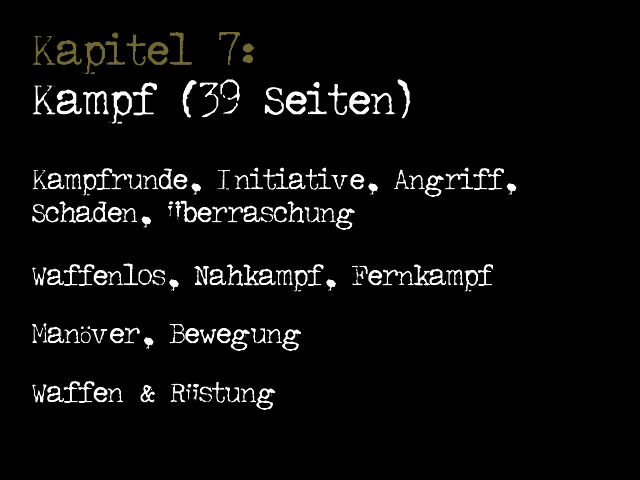 Kapitel 7:
Kampf (39 Seiten)
Kampfrunde, Initiative, Angriff,
Schaden, Überraschung
Waffenlos, Nahkampf, Fernkampf
Manöver, Bewegung
Waffen & Rüstung